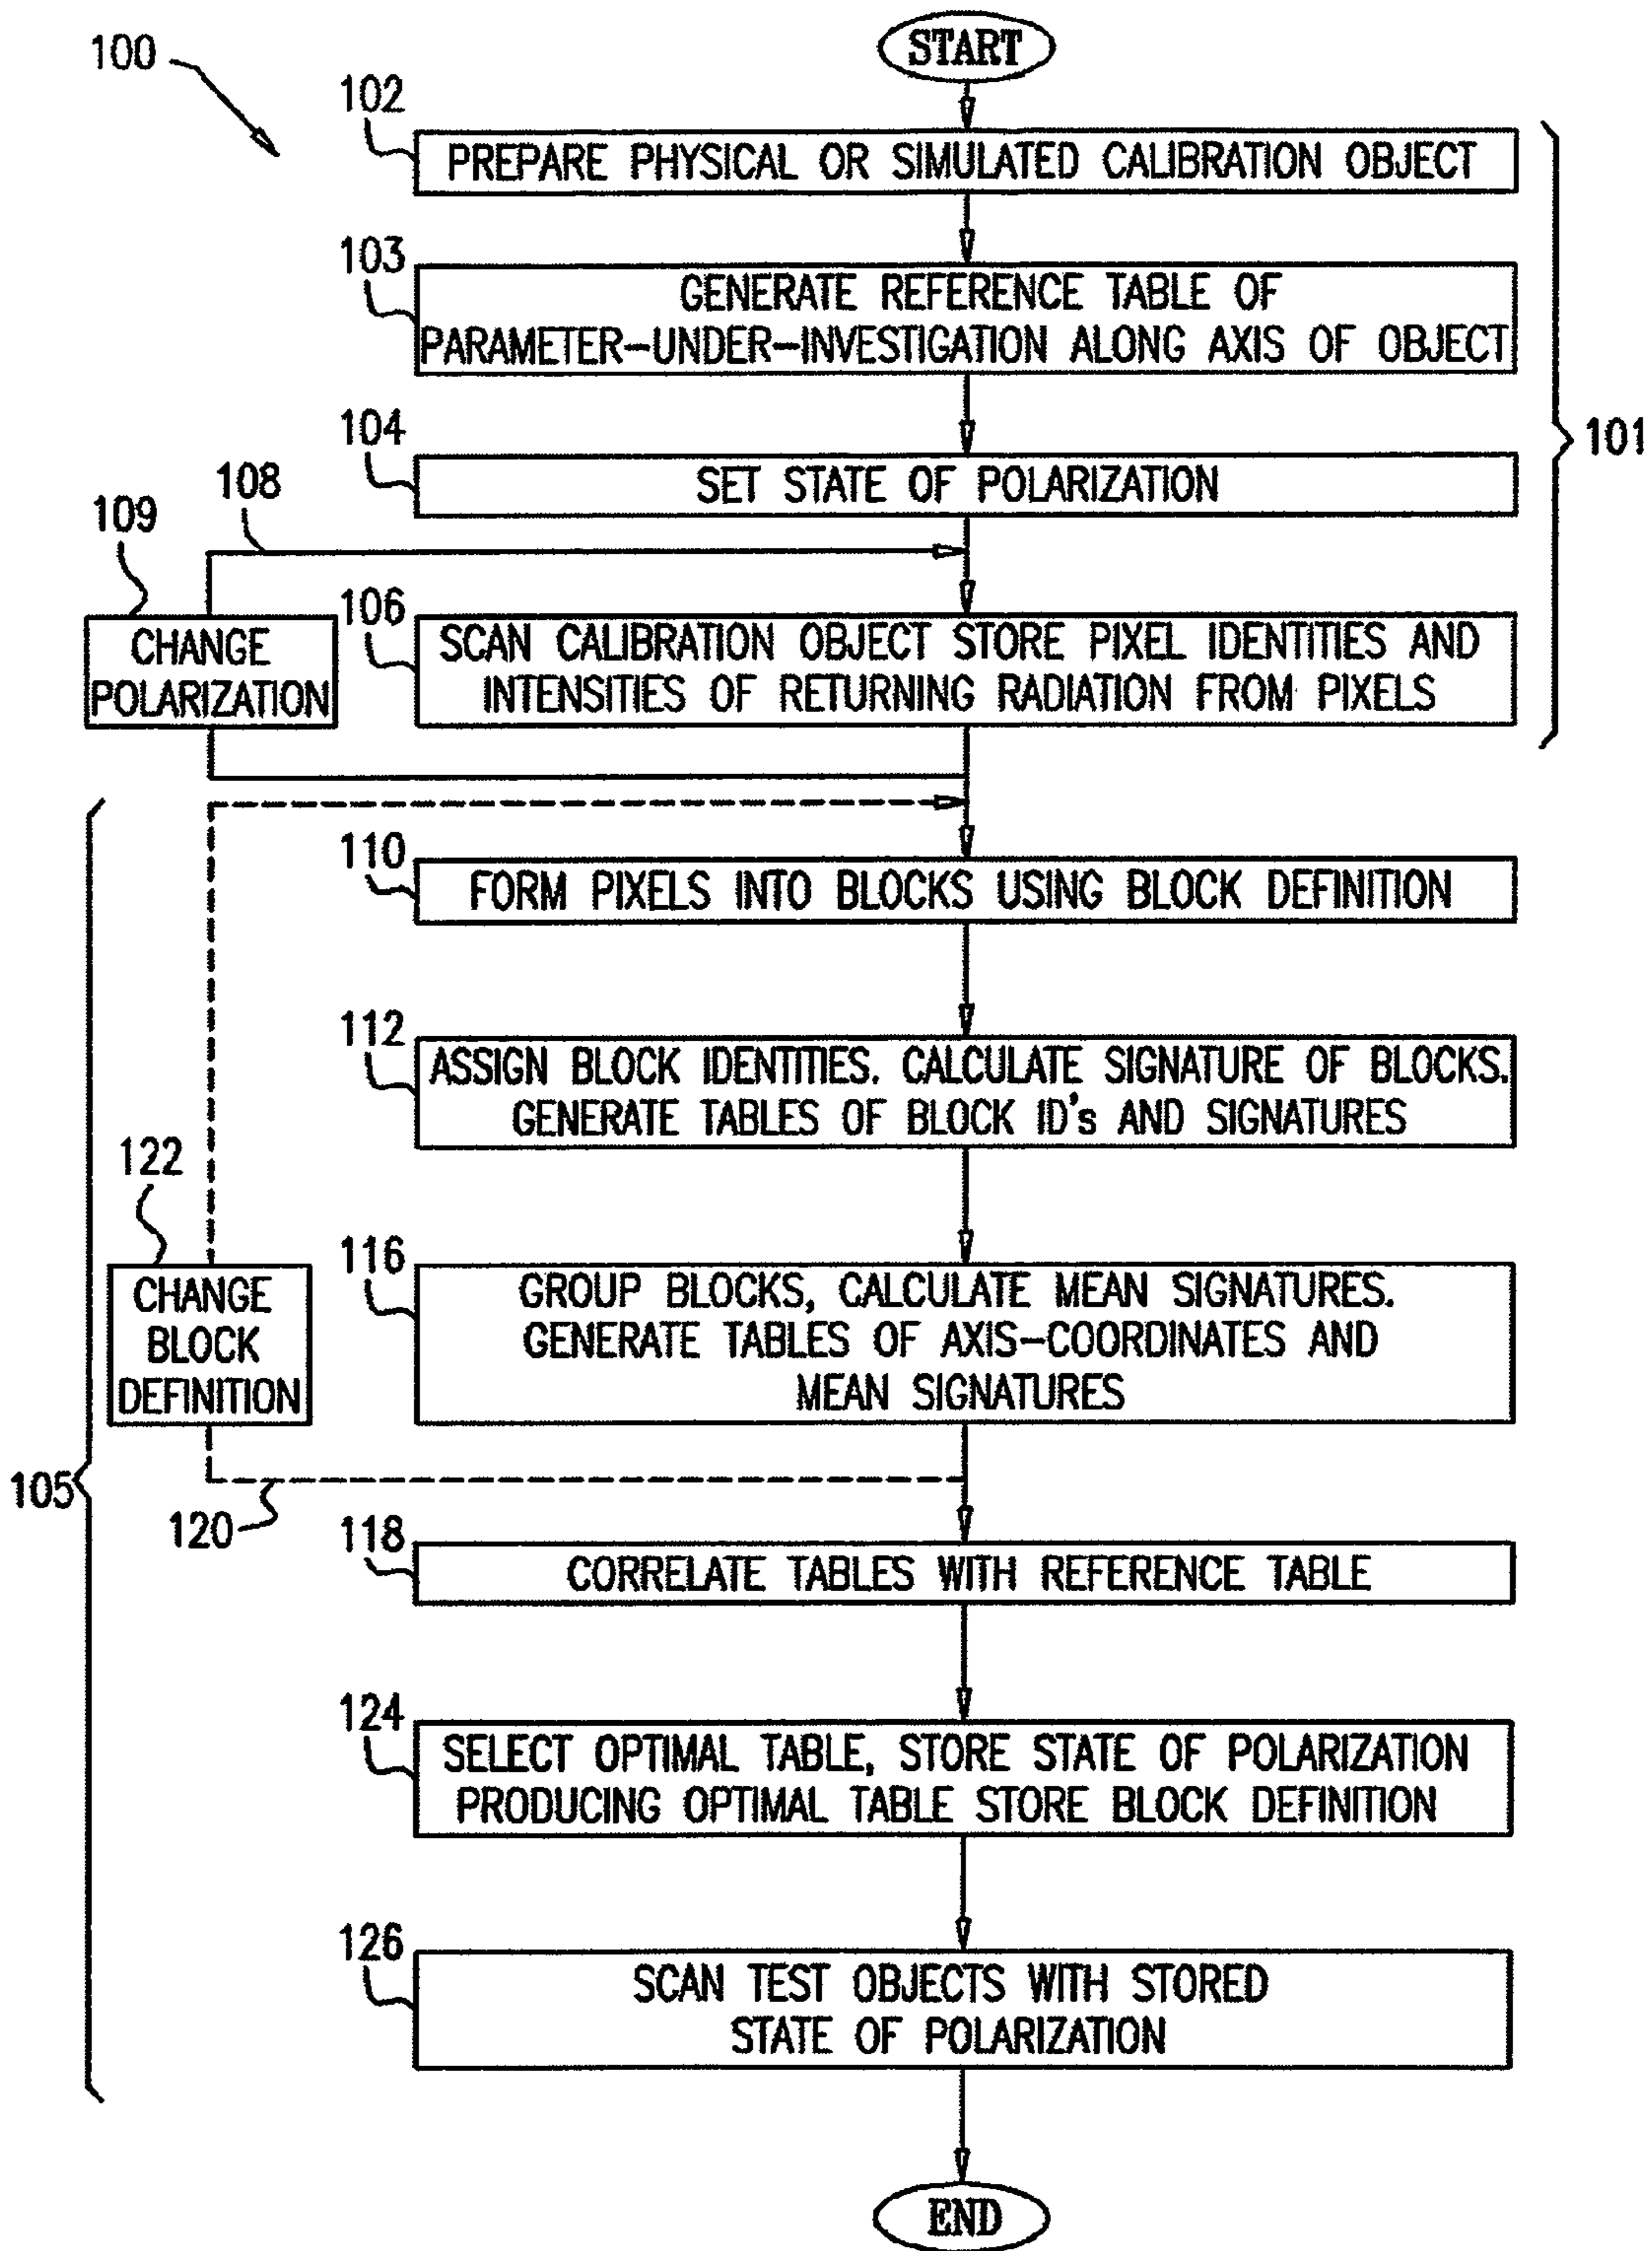 100
START
102
PREPARE PHYSICAL OR SIMULATED CALIBRATION OBJECT
103
GENERATE REFERENCE TABLE OF
PARAMETER-UNDER-INVESTIGATION ALONG AXIS OF OBJECT
101
104
SET STATE OF POLARIZATION
108
109
CHANGE
POLARIZATION
106
SCAN CALIBRATION OBJECT STORE PIXEL IDENTITIES AND
INTENSITIES OF RETURNING RADIATION FROM PIXELS
110
FORM PIXELS INTO BLOCKS USING BLOCK DEFINITION
112
ASSIGN BLOCK IDENTITIES. CALCULATE SIGNATURE OF BLOCKS.
GENERATE TABLES OF BLOCK ID's AND SIGNATURES
122
CHANGE
BLOCK
DEFINITION
116
GROUP BLOCKS, CALCULATE MEAN SIGNATURES.
GENERATE TABLES OF AXIS-COORDINATES AND
MEAN SIGNATURES
105
120
118
CORRELATE TABLES WITH REFERENCE TABLE
124
SELECT OPTIMAL TABLE, STORE STATE OF POLARIZATION
PRODUCING OPTIMAL TABLE STORE BLOCK DEFINITION
126
SCAN TEST OBJECTS WITH STORED
STATE OF POLARIZATION
END